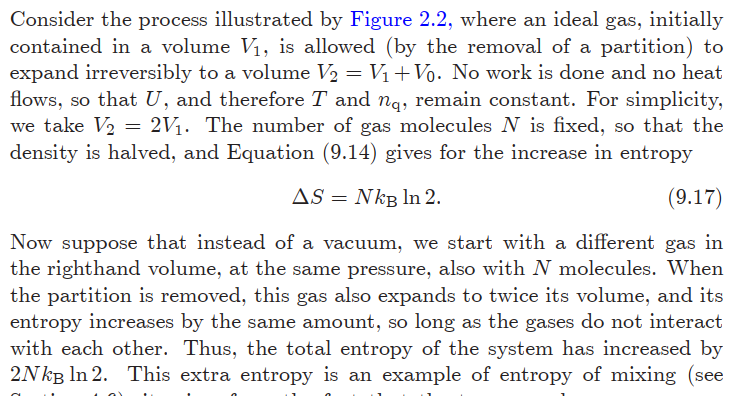 Consider the process illustrated by Figure 2.2, where an ideal gas, initially
contained in a volume V₁, is allowed (by the removal of a partition) to
expand irreversibly to a volume V₂ = V₁+V₀. No work is done and no heat
flows, so that U, and therefore T and n_q, remain constant. For simplicity,
we take V₂ = 2V₁. The number of gas molecules N is fixed, so that the
density is halved, and Equation (9.14) gives for the increase in entropy
ΔS = Nk_B ln 2. (9.17)
Now suppose that instead of a vacuum, we start with a different gas in
the righthand volume, at the same pressure, also with N molecules. When
the partition is removed, this gas also expands to twice its volume, and its
entropy increases by the same amount, so long as the gases do not interact
with each other. Thus, the total entropy of the system has increased by
2Nk_B ln 2. This extra entropy is an example of entropy of mixing (see